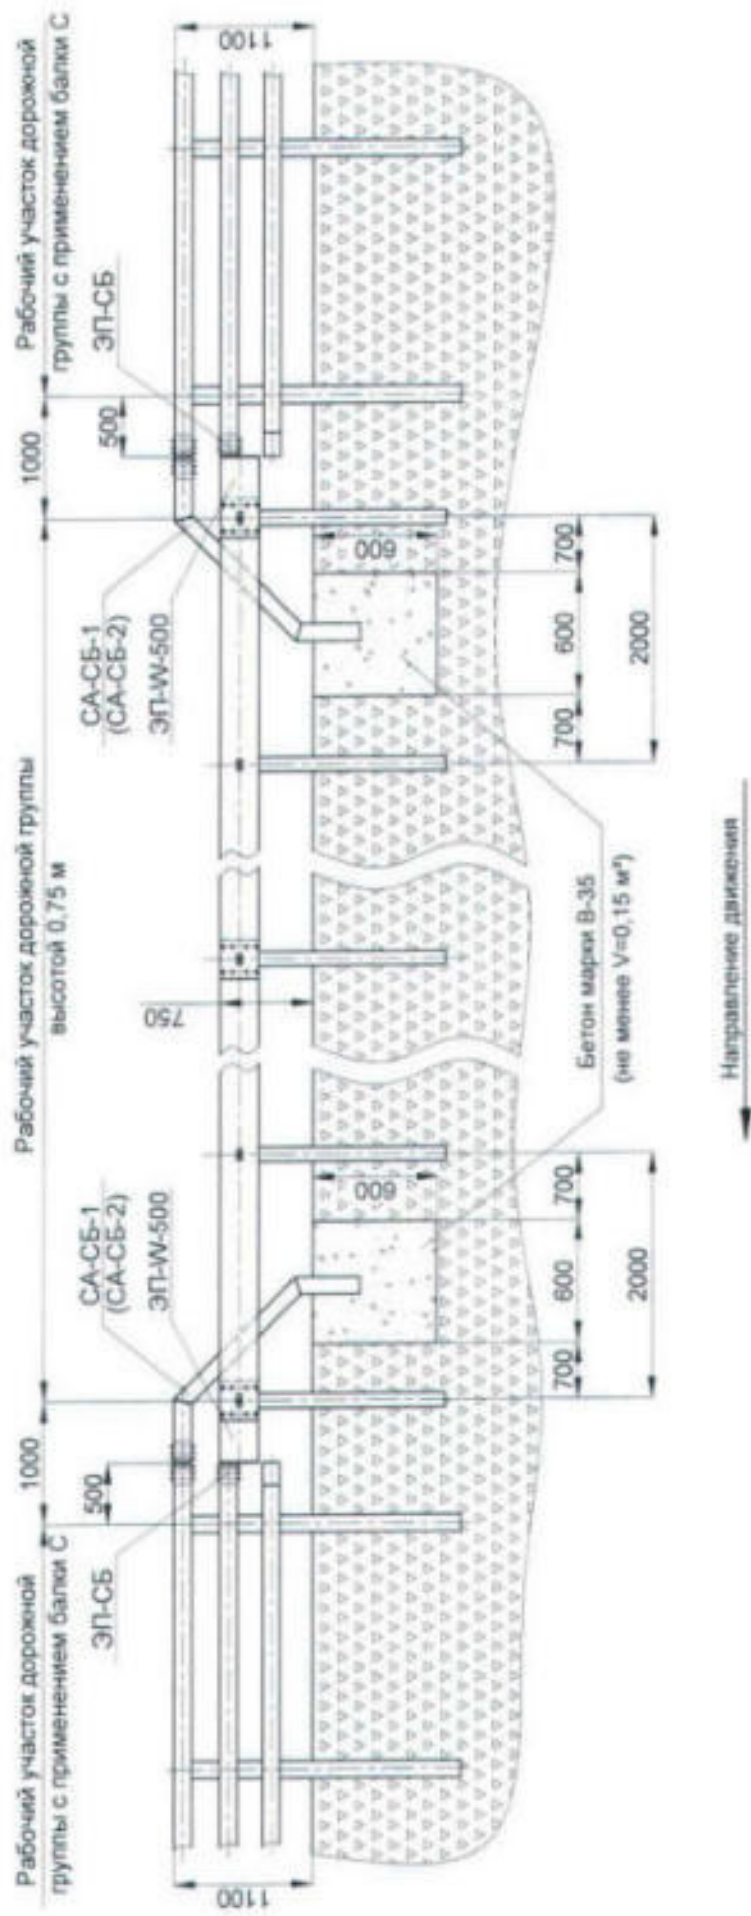 Рабочий участок дорожной
группы с применением балки С
Рабочий участок дорожной группы
высотой 0,75 м
Рабочий участок дорожной
группы с применением балки С
1000
1000
500
500
ЭП-СБ
СА-СБ-1
(СА-СБ-2)
ЭП-W-500
СА-СБ-1
(СА-СБ-2)
ЭП-W-500
ЭП-СБ
1100
750
1100
600
600
700
600
700
2000
700
600
700
2000
Бетон марки В-35
(не менее V=0,15 м³)
Направление движения